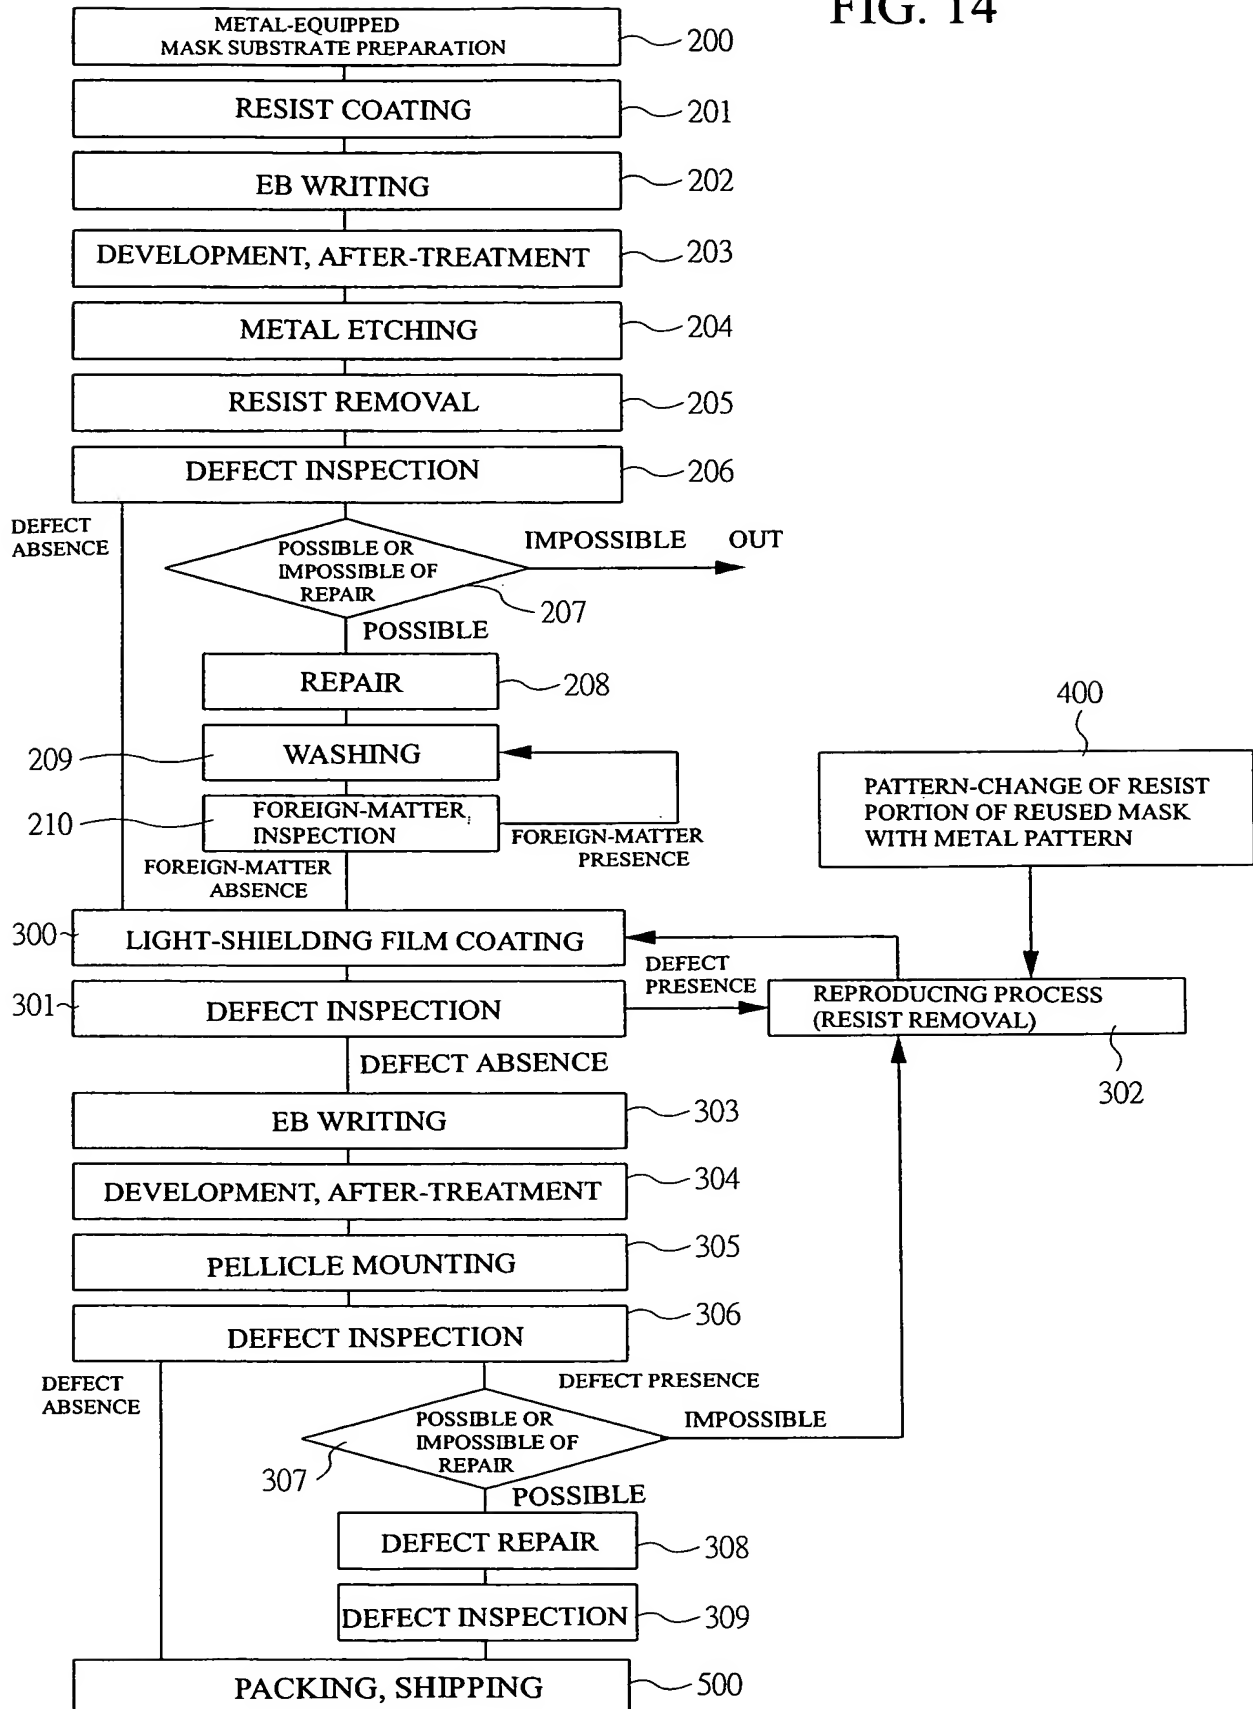 FIG. 14
METAL-EQUIPPED
MASK SUBSTRATE PREPARATION
200
RESIST COATING
201
EB WRITING
202
DEVELOPMENT, AFTER-TREATMENT
203
METAL ETCHING
204
RESIST REMOVAL
205
DEFECT INSPECTION
206
DEFECT
ABSENCE
POSSIBLE OR
IMPOSSIBLE OF
REPAIR
IMPOSSIBLE
OUT
207
POSSIBLE
REPAIR
208
WASHING
209
FOREIGN-MATTER
INSPECTION
210
FOREIGN-MATTER
PRESENCE
FOREIGN-MATTER
ABSENCE
400
PATTERN-CHANGE OF RESIST
PORTION OF REUSED MASK
WITH METAL PATTERN
300
LIGHT-SHIELDING FILM COATING
301
DEFECT INSPECTION
DEFECT
PRESENCE
REPRODUCING PROCESS
(RESIST REMOVAL)
302
DEFECT ABSENCE
EB WRITING
303
DEVELOPMENT, AFTER-TREATMENT
304
PELLICLE MOUNTING
305
DEFECT INSPECTION
306
DEFECT
ABSENCE
DEFECT PRESENCE
POSSIBLE OR
IMPOSSIBLE OF
REPAIR
IMPOSSIBLE
307
POSSIBLE
DEFECT REPAIR
308
DEFECT INSPECTION
309
PACKING, SHIPPING
500